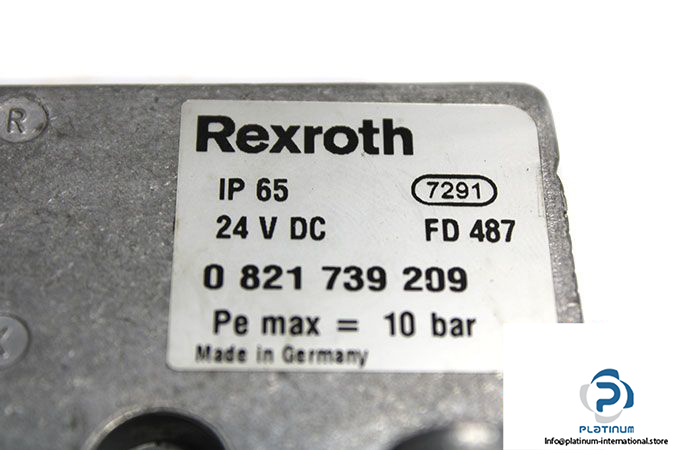 R
Rexroth
IP 65 7291
24 V DC FD 487
0 821 739 209
Pe max = 10 bar
Made in Germany
PLATINUM
Info@platinum-international.store